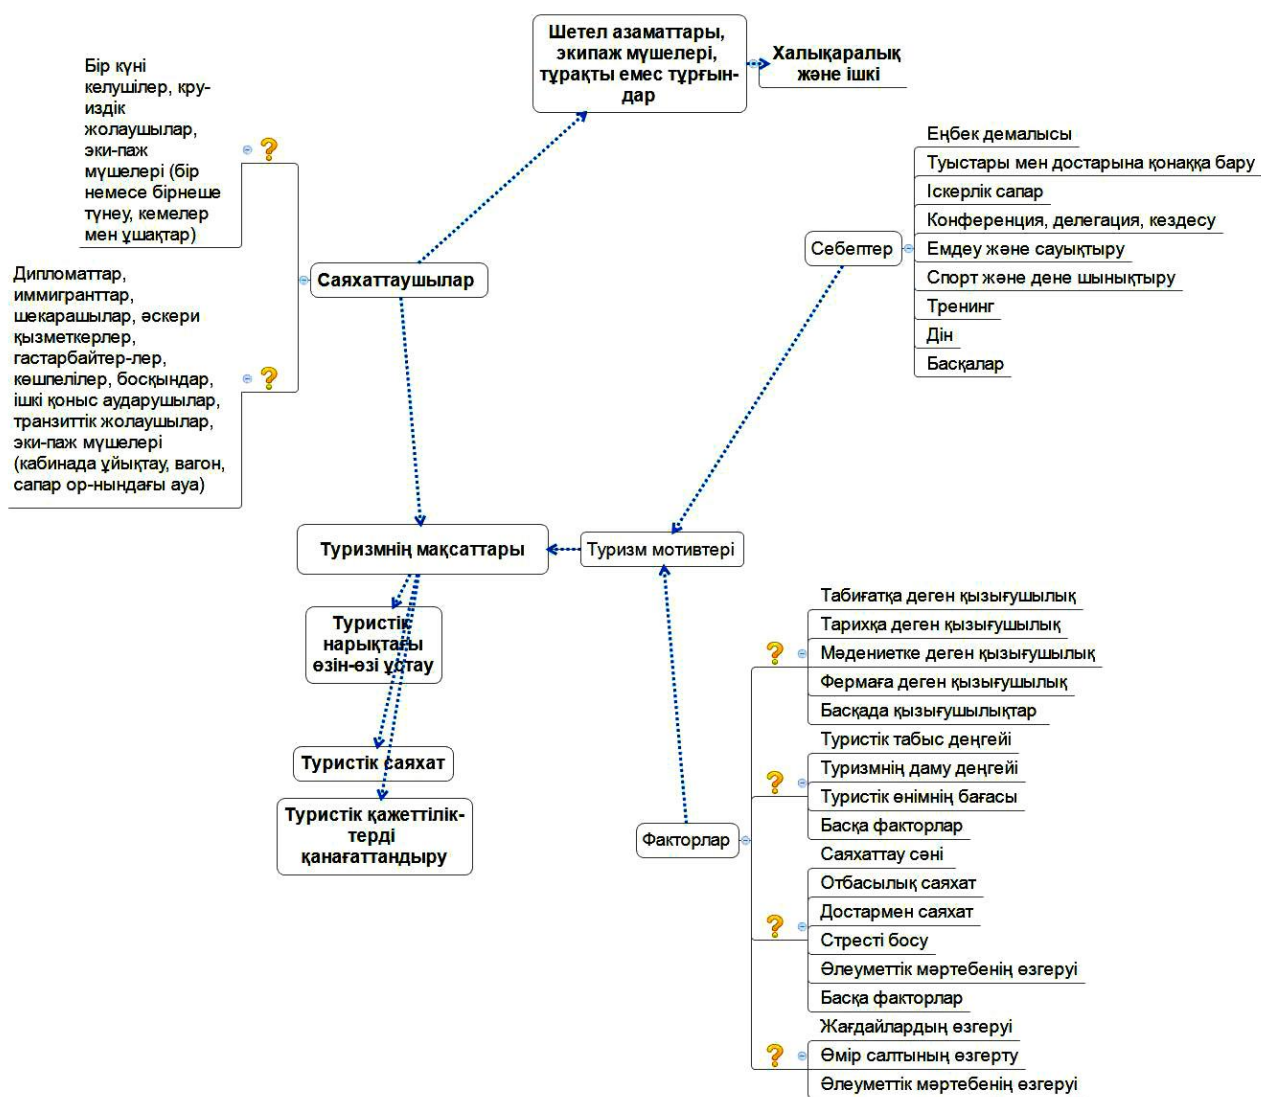 Шетел азаматтары,
экипаж мүшелері,
тұрақты емес тұрғын-
дар
Халықаралық
және ішкі
Бір күні
келушілер, кру-
издік
жолаушылар,
эки-паж
мүшелері (бір
немесе бірнеше
түнеу, кемелер
мен ұшақтар)
Саяхаттаушылар
Дипломаттар,
иммигранттар,
шекарашылар, әскери
қызметкерлер,
гастарбайтер-лер,
көшпелілер, босқындар,
ішкі қоныс аударушылар,
транзиттік жолаушылар,
эки-паж мүшелері
(кабинада ұйықтау, вагон,
сапар ор-нындағы ауа)
Себептер
Еңбек демалысы
Туыстары мен достарына қонаққа бару
Іскерлік сапар
Конференция, делегация, кездесу
Емдеу және сауықтыру
Спорт және дене шынықтыру
Тренинг
Дін
Басқалар
Туризмнің мақсаттары
Туризм мотивтері
Туристік
нарықтағы
өзін-өзі ұстау
Туристік саяхат
Туристік қажеттілік-
терді
қанағаттандыру
Факторлар
Табиғатқа деген қызығушылық
Тарихқа деген қызығушылық
Мәдениетке деген қызығушылық
Фермаға деген қызығушылық
Басқада қызығушылықтар
Туристік табыс деңгейі
Туризмнің даму деңгейі
Туристік өнімнің бағасы
Басқа факторлар
Саяхаттау сәні
Отбасылық саяхат
Достармен саяхат
Стресті босу
Әлеуметтік мәртебенің өзгеруі
Басқа факторлар
Жағдайлардың өзгеруі
Өмір салтының өзгерту
Әлеуметтік мәртебенің өзгеруі